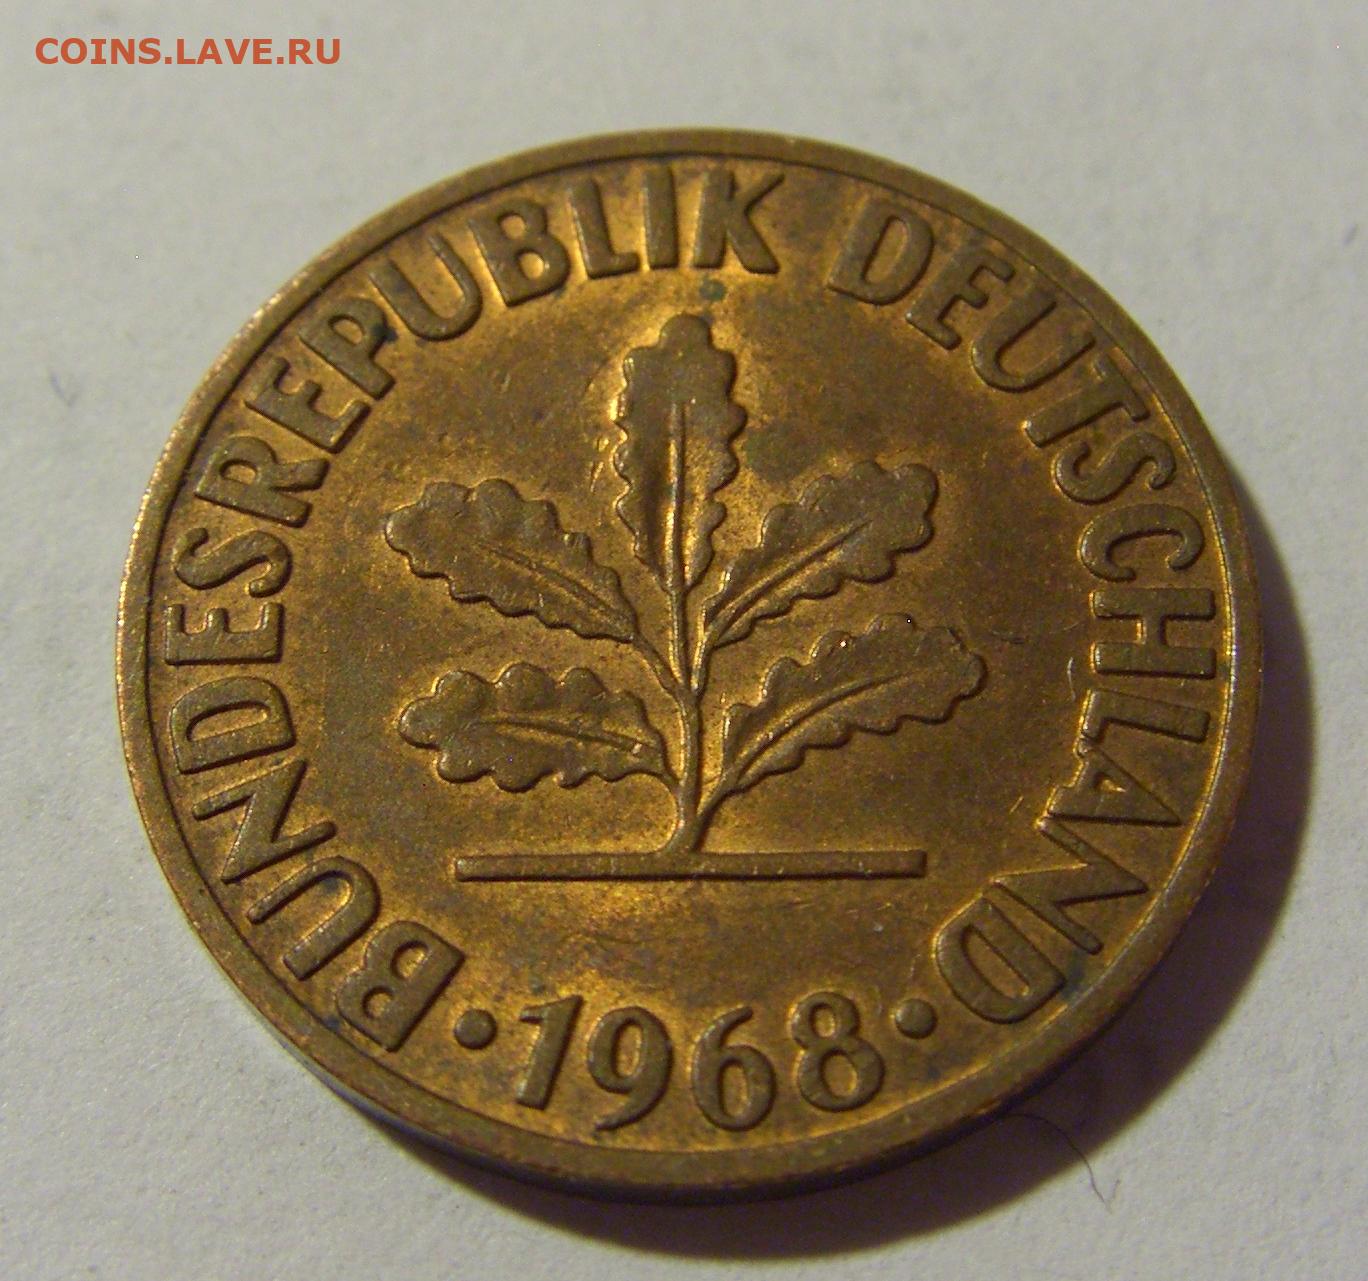 COINS.LAVE.RU
BUNDESREPUBLIK DEUTSCHLAND
· 1968 ·